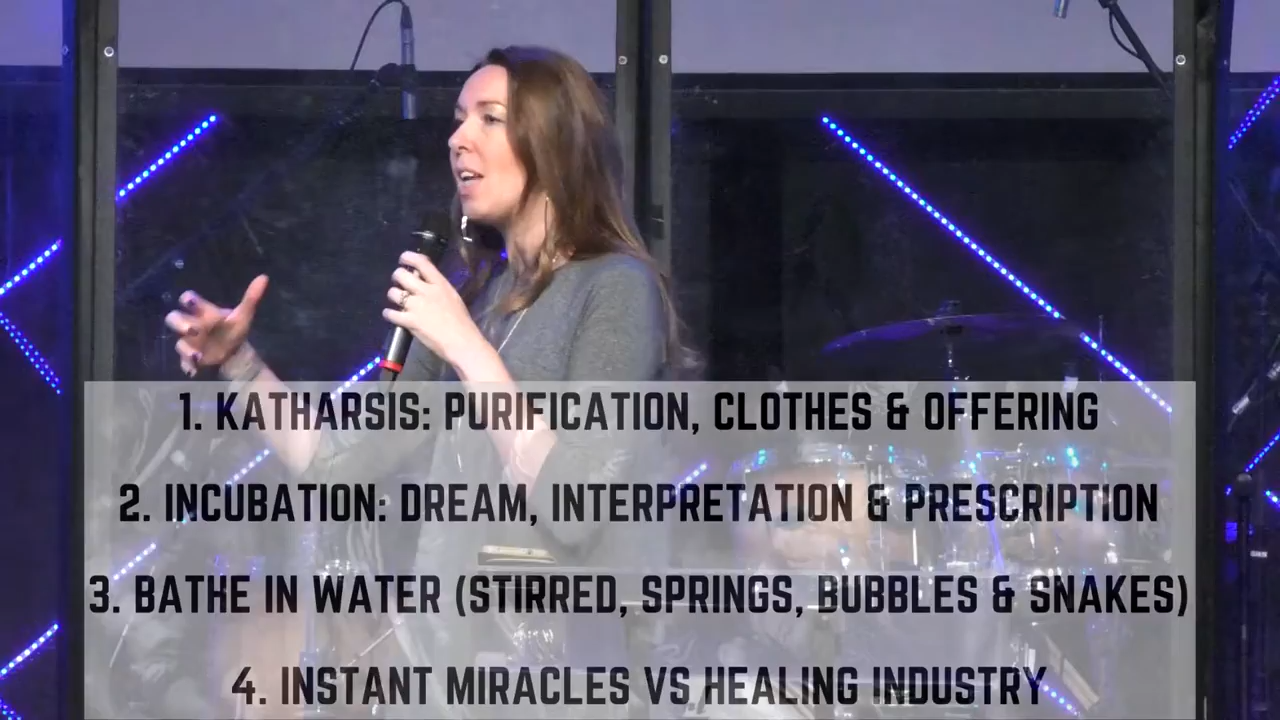 1. KATHARSIS: PURIFICATION, CLOTHES & OFFERING
2. INCUBATION: DREAM, INTERPRETATION & PRESCRIPTION
3. BATHE IN WATER (STIRRED, SPRINGS, BUBBLES & SNAKES)
4. INSTANT MIRACLES VS HEALING INDUSTRY